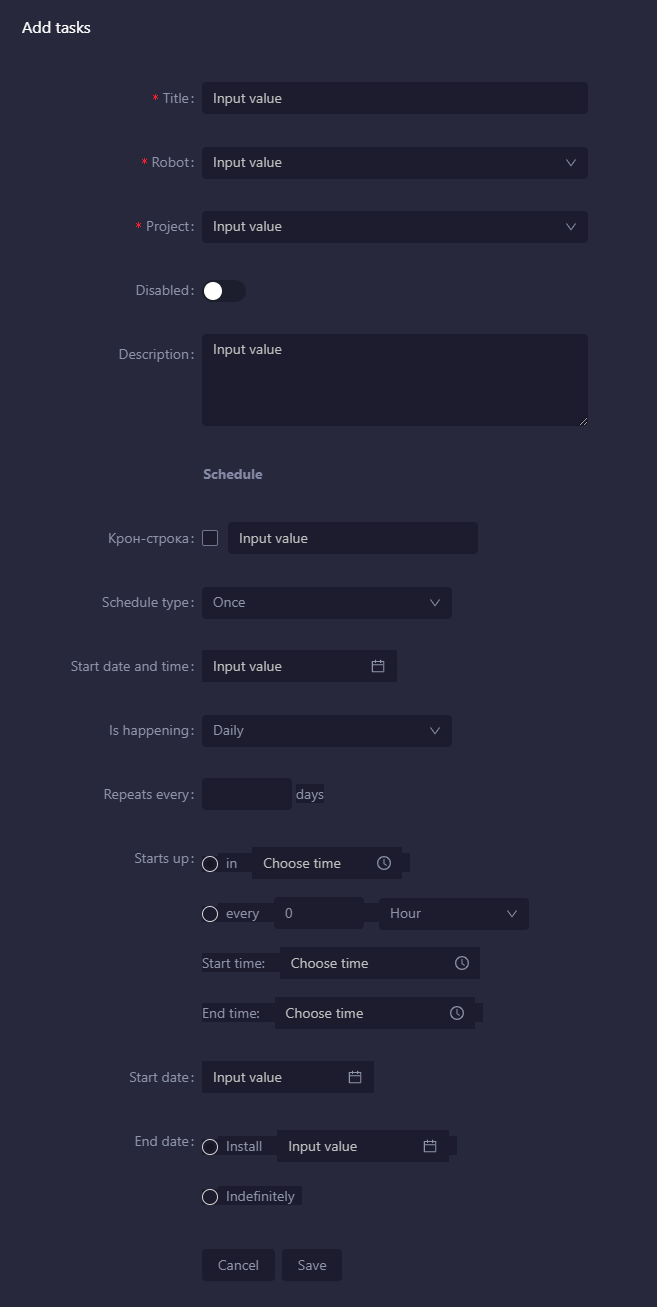 Add tasks
* Title: Input value
* Robot: Input value
* Project: Input value
Disabled:
Description: Input value
Schedule
Крон-строка: Input value
Schedule type: Once
Start date and time: Input value
Is happening: Daily
Repeats every: days
Starts up: in Choose time
every 0 Hour
Start time: Choose time
End time: Choose time
Start date: Input value
End date: Install Input value
Indefinitely
Cancel Save